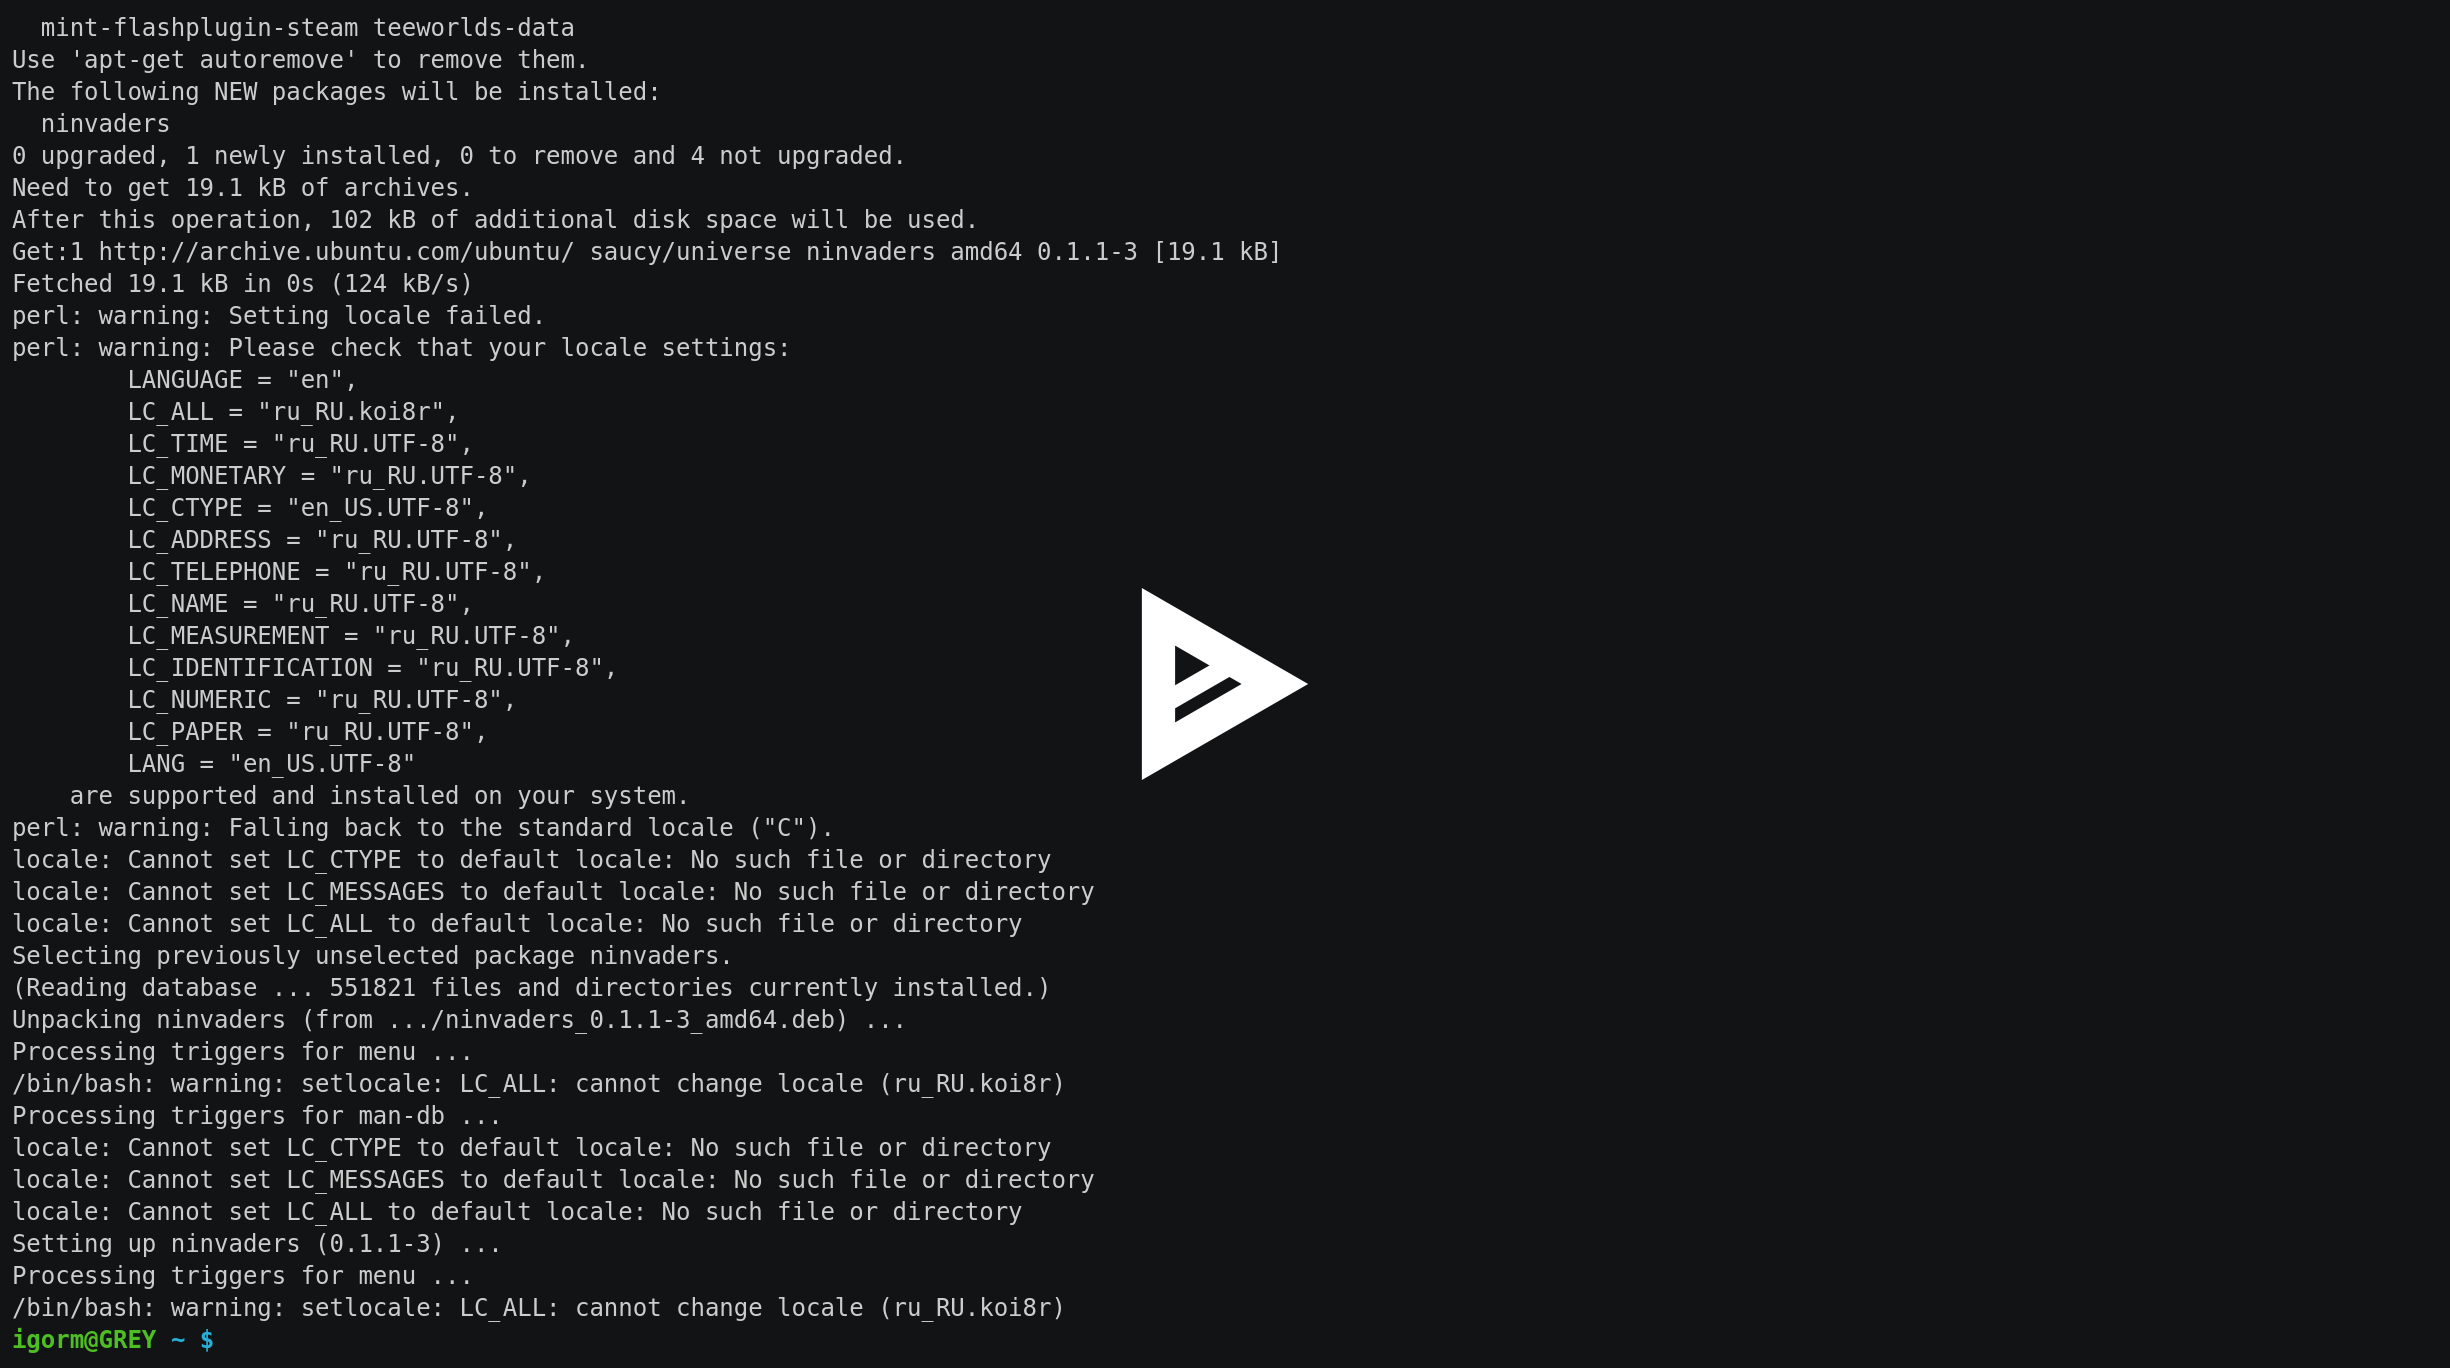 mint-flashplugin-steam teeworlds-data
Use 'apt-get autoremove' to remove them.
The following NEW packages will be installed:
  ninvaders
0 upgraded, 1 newly installed, 0 to remove and 4 not upgraded.
Need to get 19.1 kB of archives.
After this operation, 102 kB of additional disk space will be used.
Get:1 http://archive.ubuntu.com/ubuntu/ saucy/universe ninvaders amd64 0.1.1-3 [19.1 kB]
Fetched 19.1 kB in 0s (124 kB/s)
perl: warning: Setting locale failed.
perl: warning: Please check that your locale settings:
        LANGUAGE = "en",
        LC_ALL = "ru_RU.koi8r",
        LC_TIME = "ru_RU.UTF-8",
        LC_MONETARY = "ru_RU.UTF-8",
        LC_CTYPE = "en_US.UTF-8",
        LC_ADDRESS = "ru_RU.UTF-8",
        LC_TELEPHONE = "ru_RU.UTF-8",
        LC_NAME = "ru_RU.UTF-8",
        LC_MEASUREMENT = "ru_RU.UTF-8",
        LC_IDENTIFICATION = "ru_RU.UTF-8",
        LC_NUMERIC = "ru_RU.UTF-8",
        LC_PAPER = "ru_RU.UTF-8",
        LANG = "en_US.UTF-8"
    are supported and installed on your system.
perl: warning: Falling back to the standard locale ("C").
locale: Cannot set LC_CTYPE to default locale: No such file or directory
locale: Cannot set LC_MESSAGES to default locale: No such file or directory
locale: Cannot set LC_ALL to default locale: No such file or directory
Selecting previously unselected package ninvaders.
(Reading database ... 551821 files and directories currently installed.)
Unpacking ninvaders (from .../ninvaders_0.1.1-3_amd64.deb) ...
Processing triggers for menu ...
/bin/bash: warning: setlocale: LC_ALL: cannot change locale (ru_RU.koi8r)
Processing triggers for man-db ...
locale: Cannot set LC_CTYPE to default locale: No such file or directory
locale: Cannot set LC_MESSAGES to default locale: No such file or directory
locale: Cannot set LC_ALL to default locale: No such file or directory
Setting up ninvaders (0.1.1-3) ...
Processing triggers for menu ...
/bin/bash: warning: setlocale: LC_ALL: cannot change locale (ru_RU.koi8r)
igorm@GREY ~ $